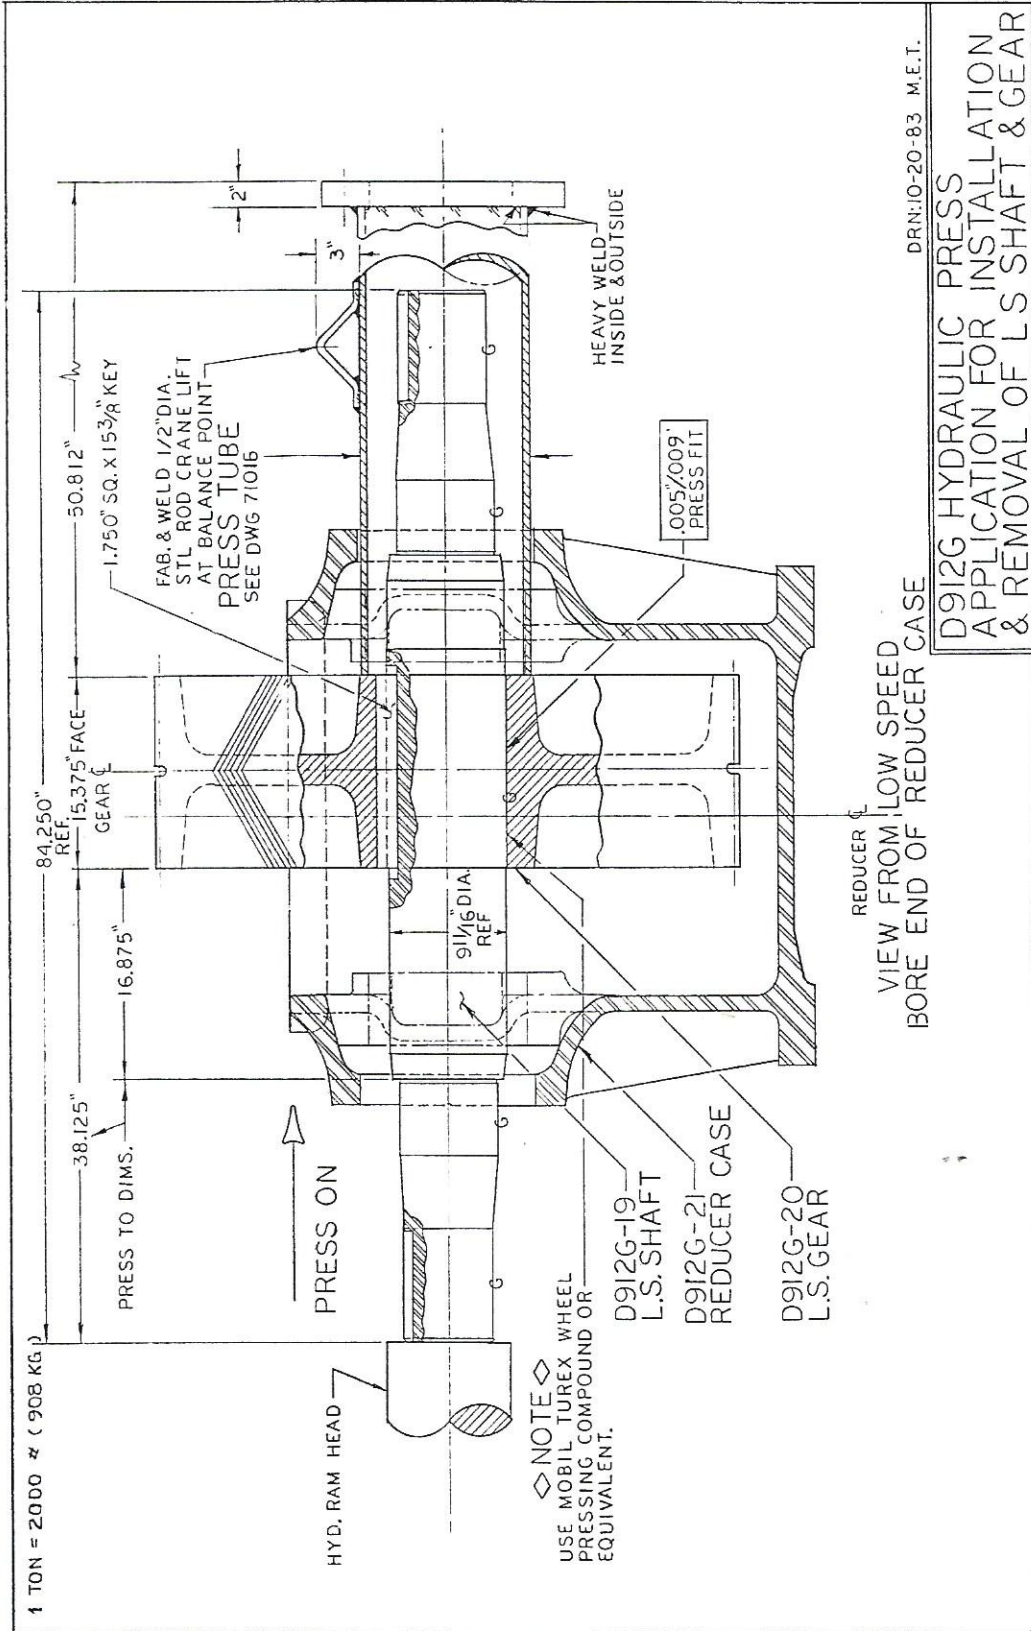 1 TON = 2000 # (908 KG)
84.250"
REF.
38.125"
15.375" FACE
50.812"
PRESS TO DIMS.
16.875"
GEAR ℄
1.750" SQ. X 15 3/8 KEY
2"
3"
FAB. & WELD 1/2" DIA.
STL ROD CRANE LIFT
AT BALANCE POINT
PRESS TUBE
SEE DWG 71016
PRESS ON
HYD. RAM HEAD
9 11/16" DIA.
REF
G
G
G
G
G
HEAVY WELD
INSIDE & OUTSIDE
.005"/.009"
PRESS FIT
◇ NOTE ◇
USE MOBIL TUREX WHEEL
PRESSING COMPOUND OR
EQUIVALENT.
D912G-19
L.S. SHAFT
D912G-21
REDUCER CASE
D912G-20
L.S. GEAR
REDUCER ℄
VIEW FROM LOW SPEED
BORE END OF REDUCER CASE
DRN:10-20-83 M.E.T.
D912G HYDRAULIC PRESS
APPLICATION FOR INSTALLATION
& REMOVAL OF LS SHAFT & GEAR